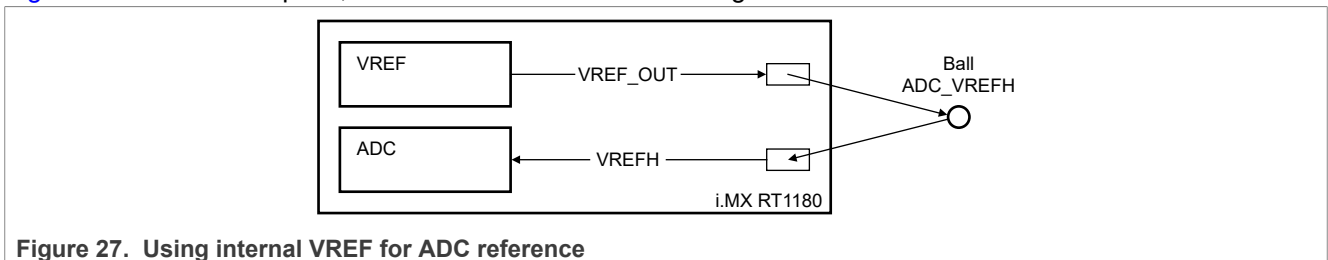 VREF
VREF_OUT
Ball
ADC_VREFH
ADC
VREFH
i.MX RT1180
Figure 27. Using internal VREF for ADC reference